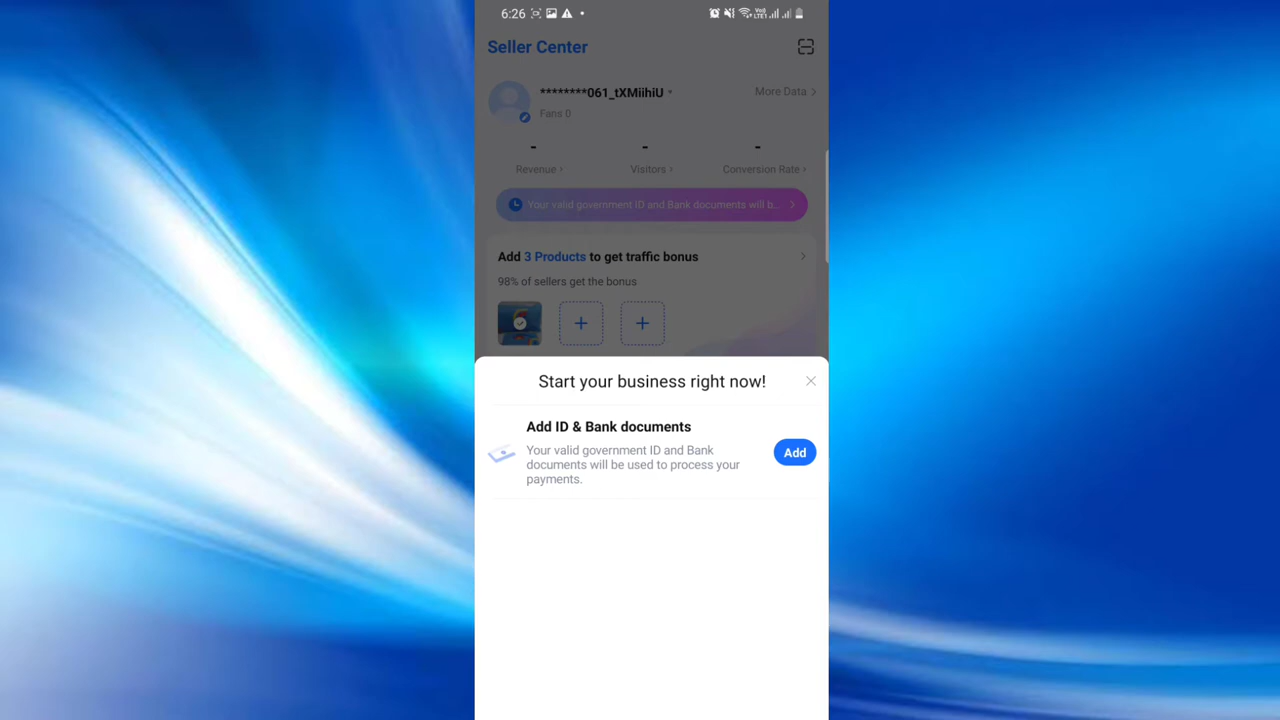 6:26
Seller Center
********061_tXMiihiU
More Data >
Fans 0
- - -
Revenue > Visitors > Conversion Rate >
Your valid government ID and Bank documents will b... >
Add 3 Products to get traffic bonus >
98% of sellers get the bonus
Start your business right now!
Add ID & Bank documents
Your valid government ID and Bank
documents will be used to process your
payments.
Add